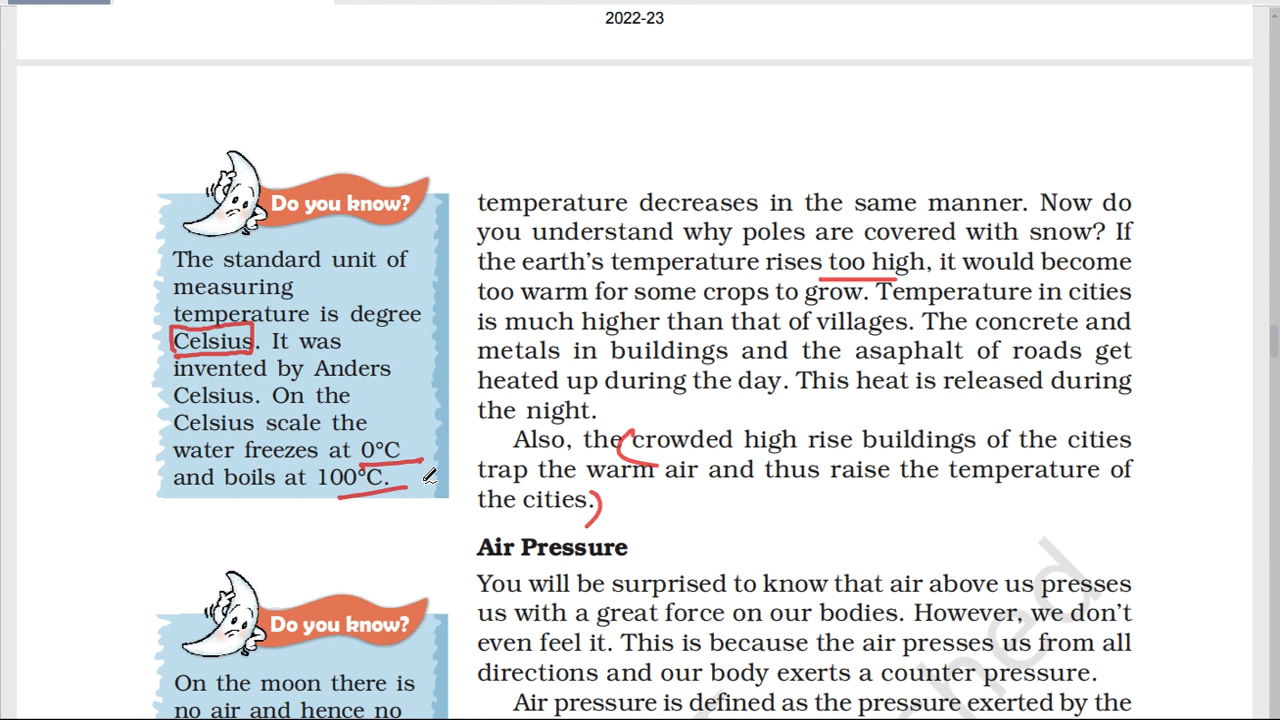 2022-23
Do you know?
The standard unit of
measuring
temperature is degree
Celsius. It was
invented by Anders
Celsius. On the
Celsius scale the
water freezes at 0°C
and boils at 100°C.
Do you know?
On the moon there is
no air and hence no
temperature decreases in the same manner. Now do
you understand why poles are covered with snow? If
the earth's temperature rises too high, it would become
too warm for some crops to grow. Temperature in cities
is much higher than that of villages. The concrete and
metals in buildings and the asaphalt of roads get
heated up during the day. This heat is released during
the night.
Also, the crowded high rise buildings of the cities
trap the warm air and thus raise the temperature of
the cities.
Air Pressure
You will be surprised to know that air above us presses
us with a great force on our bodies. However, we don't
even feel it. This is because the air presses us from all
directions and our body exerts a counter pressure.
Air pressure is defined as the pressure exerted by the